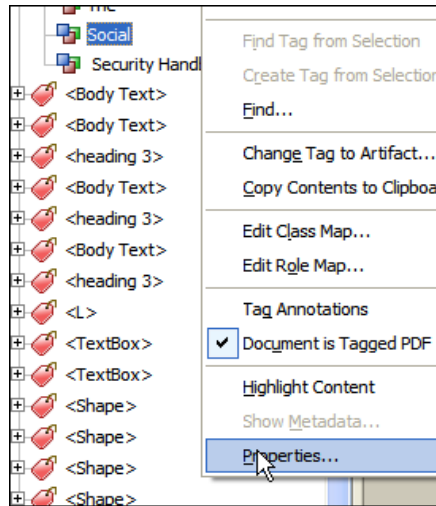 The
Social
Security Handl
<Body Text>
<Body Text>
<heading 3>
<Body Text>
<heading 3>
<Body Text>
<heading 3>
<L>
<TextBox>
<TextBox>
<Shape>
<Shape>
<Shape>
<Shape>
Find Tag from Selection
Create Tag from Selection
Find...
Change Tag to Artifact...
Copy Contents to Clipboa
Edit Class Map...
Edit Role Map...
Tag Annotations
Document is Tagged PDF
Highlight Content
Show Metadata...
Properties...